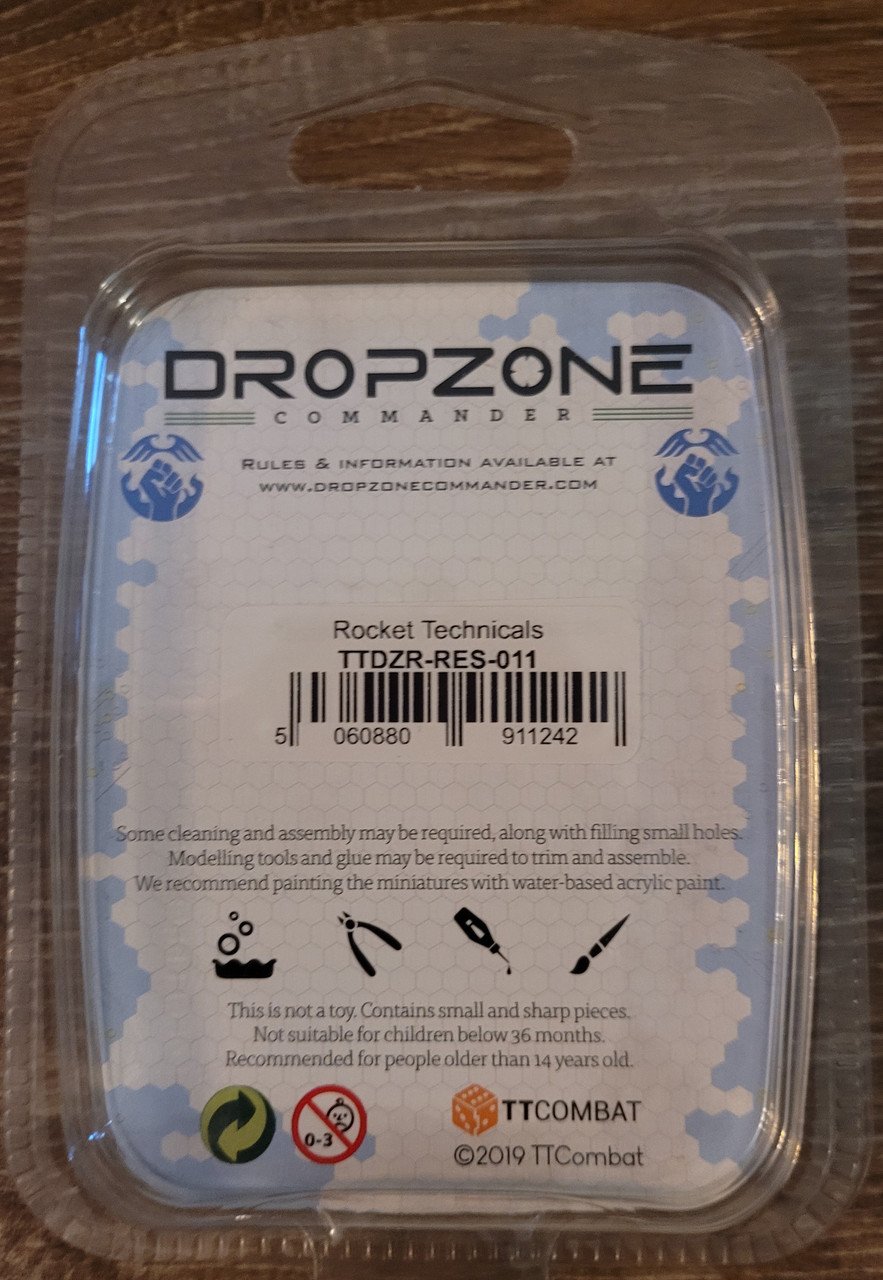 DROPZONE
COMMANDER
RULES & INFORMATION AVAILABLE AT
WWW.DROPZONECOMMANDER.COM
Rocket Technicals
TTDZR-RES-011
5 060880 911242
Some cleaning and assembly may be required, along with filling small holes.
Modelling tools and glue may be required to trim and assemble.
We recommend painting the miniatures with water-based acrylic paint.
This is not a toy. Contains small and sharp pieces.
Not suitable for children below 36 months.
Recommended for people older than 14 years old.
0-3
TTCOMBAT
©2019 TTCombat